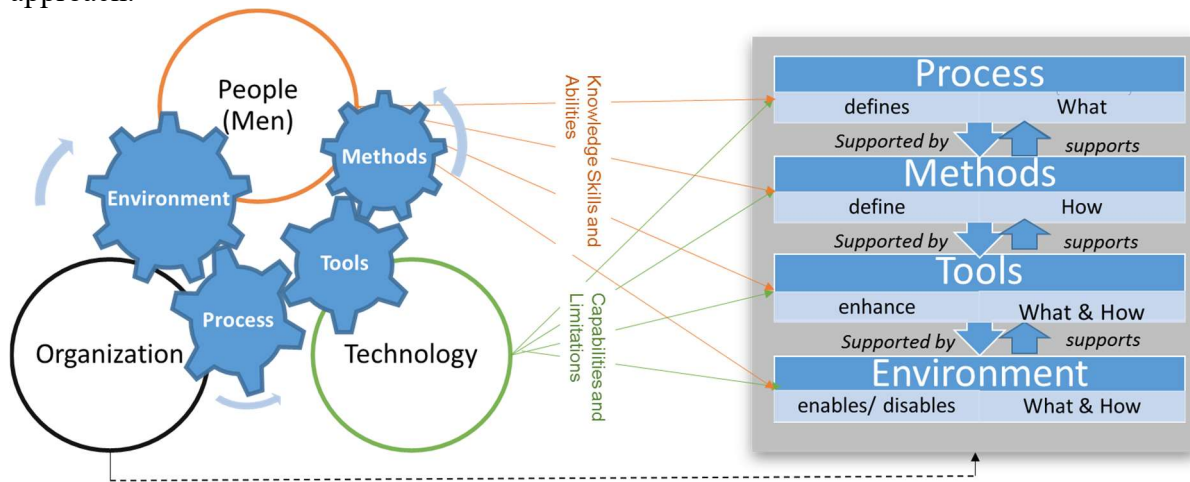 approach.
People
(Men)
Methods
Environment
Tools
Process
Organization
Technology
Knowledge Skills and
Abilities
Capabilities and
Limitations
Process
defines What
Supported by supports
Methods
define How
Supported by supports
Tools
enhance What & How
Supported by supports
Environment
enables/ disables What & How